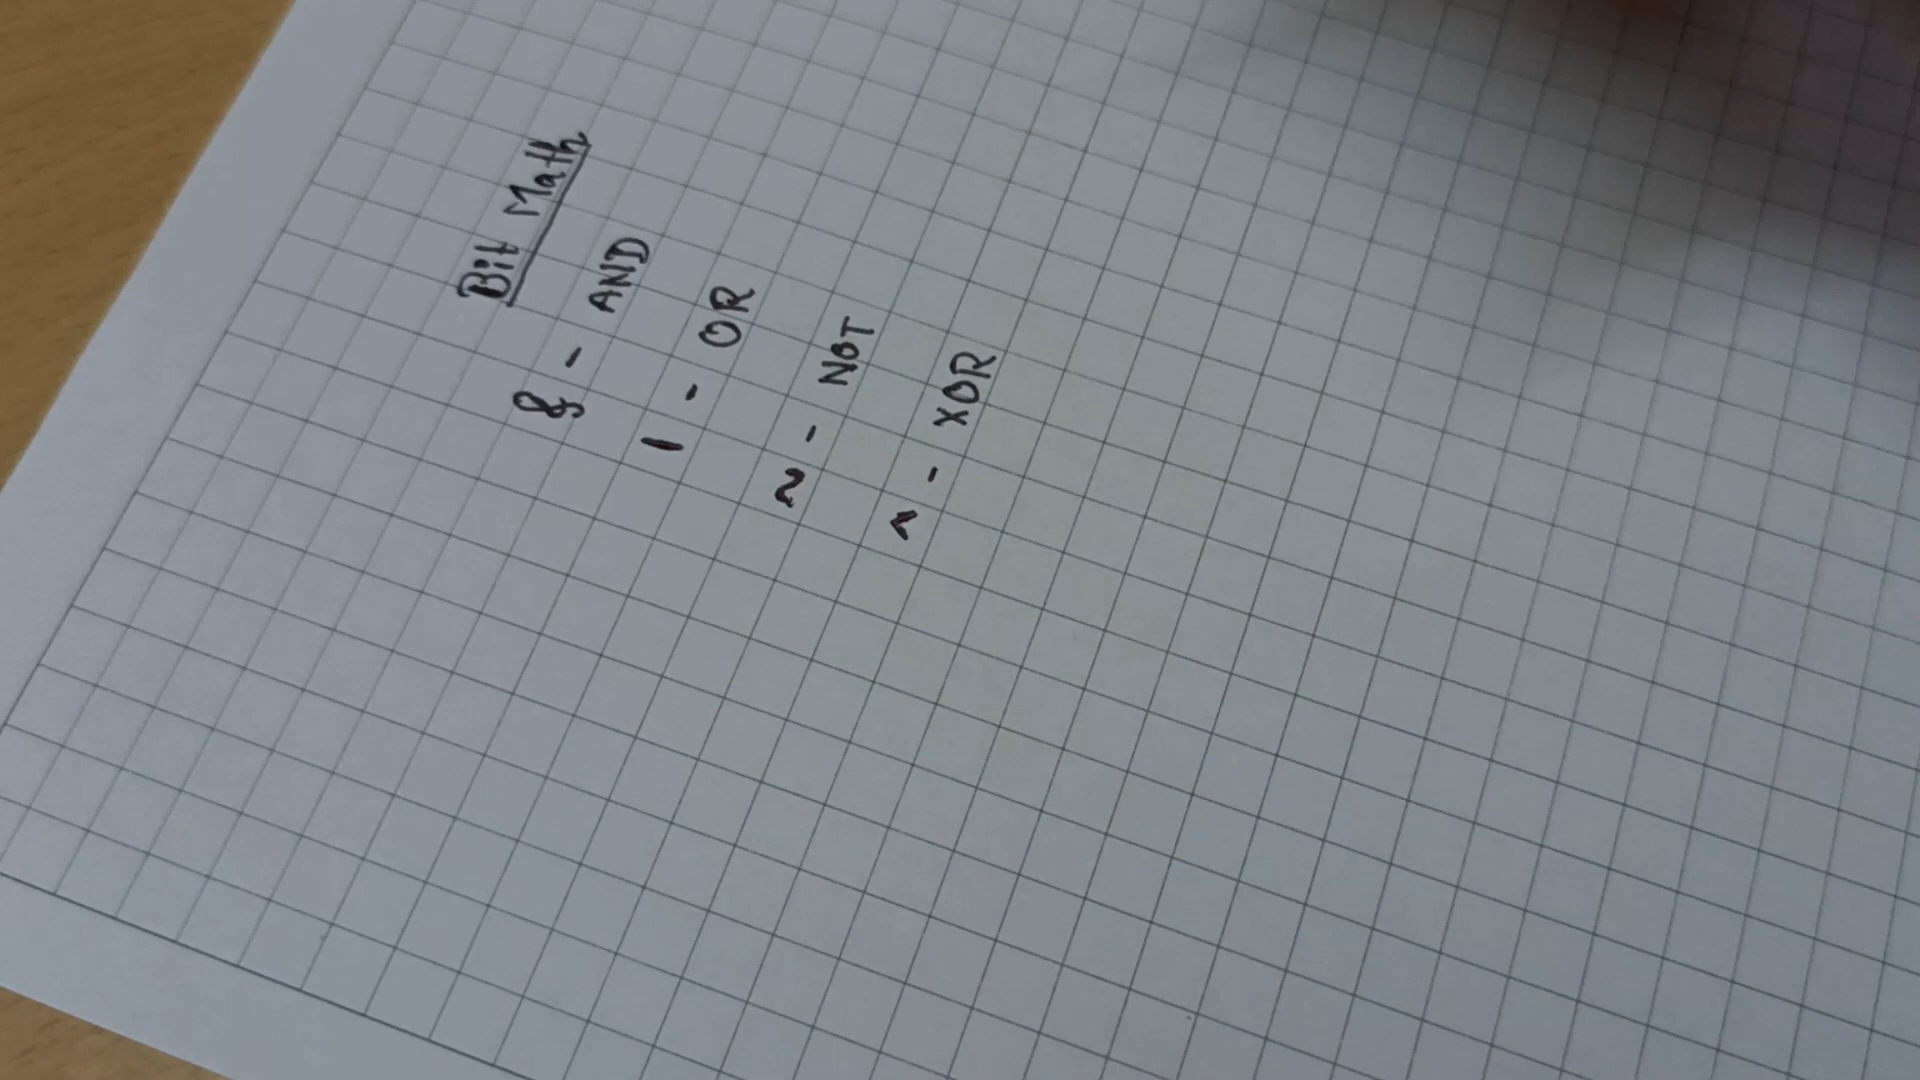 Bit Math
& - AND
| - OR
~ - NOT
^ - XOR